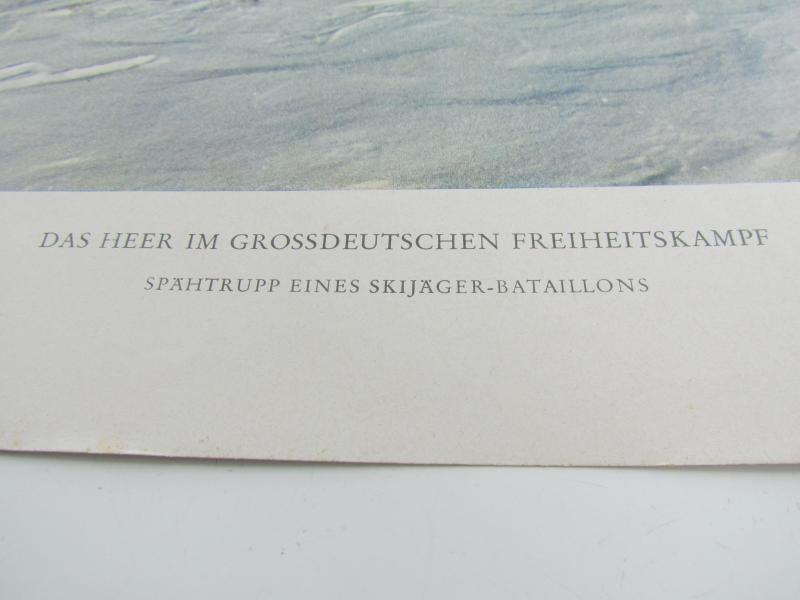 DAS HEER IM GROSSDEUTSCHEN FREIHEITSKAMPF
SPÄHTRUPP EINES SKIJÄGER-BATAILLONS